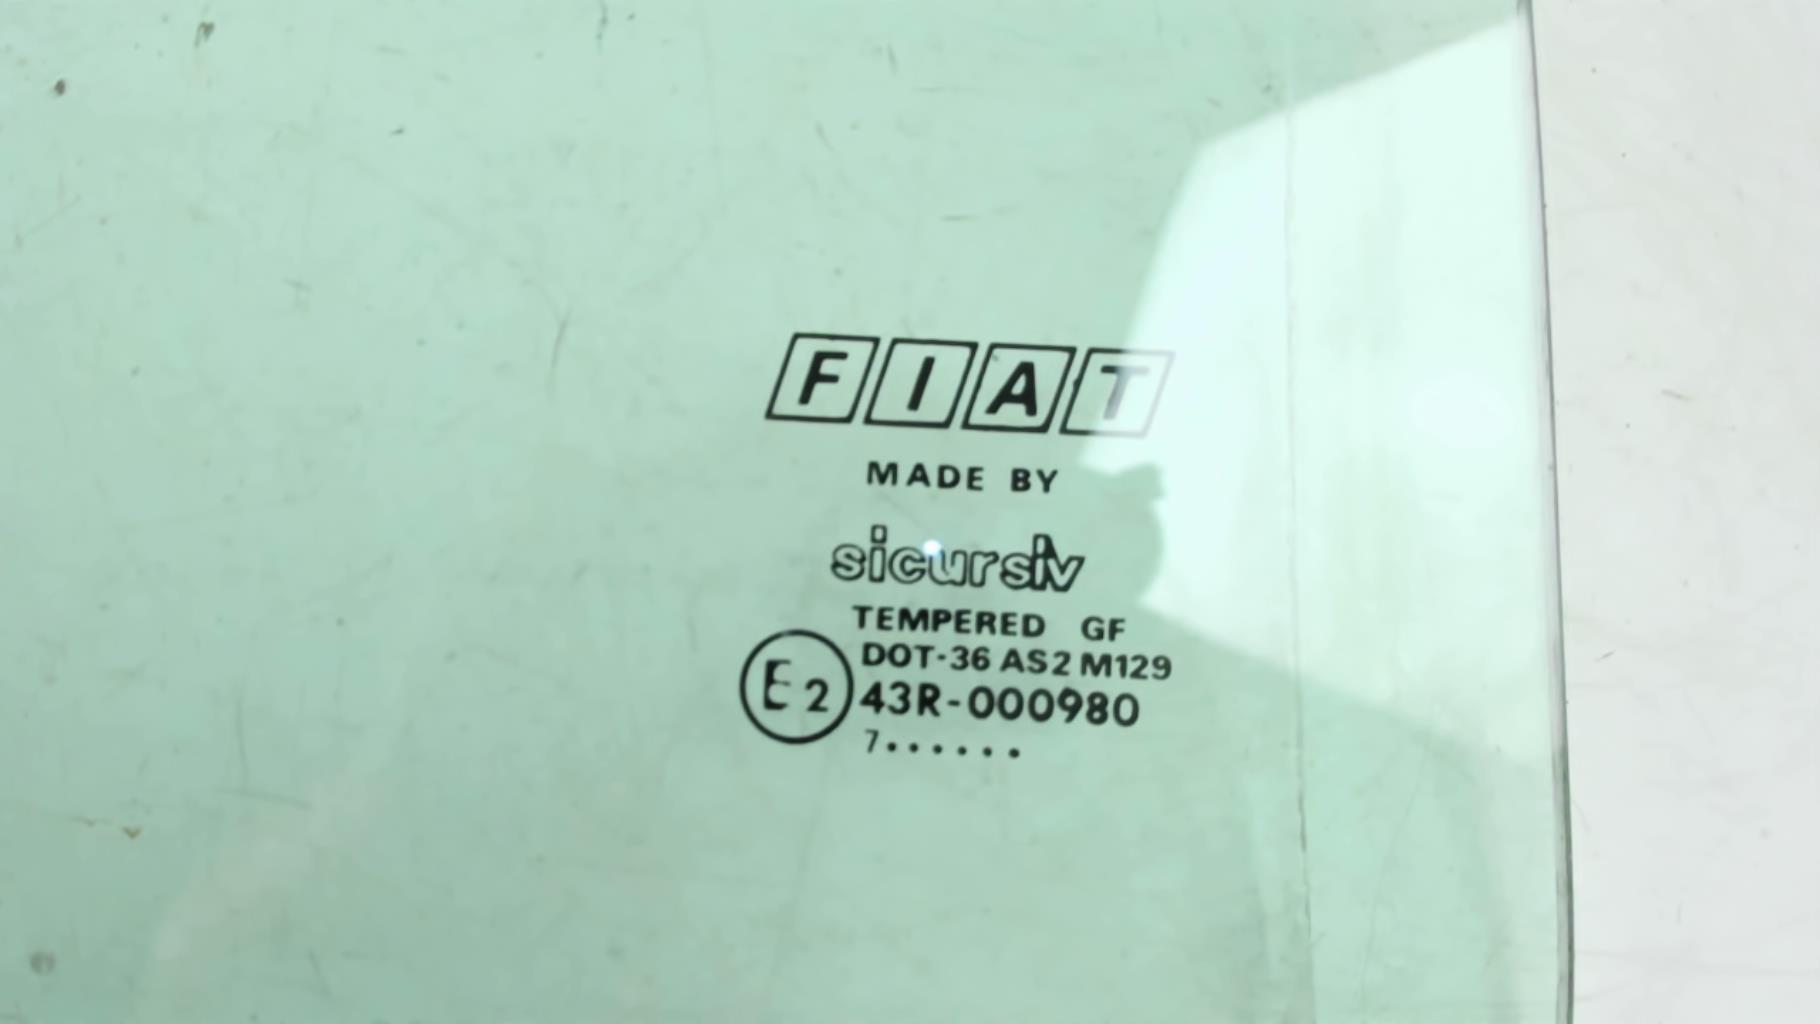 FIAT
MADE BY
sicursiv
TEMPERED GF
DOT-36 AS2 M129
E2 43R-000980
7······